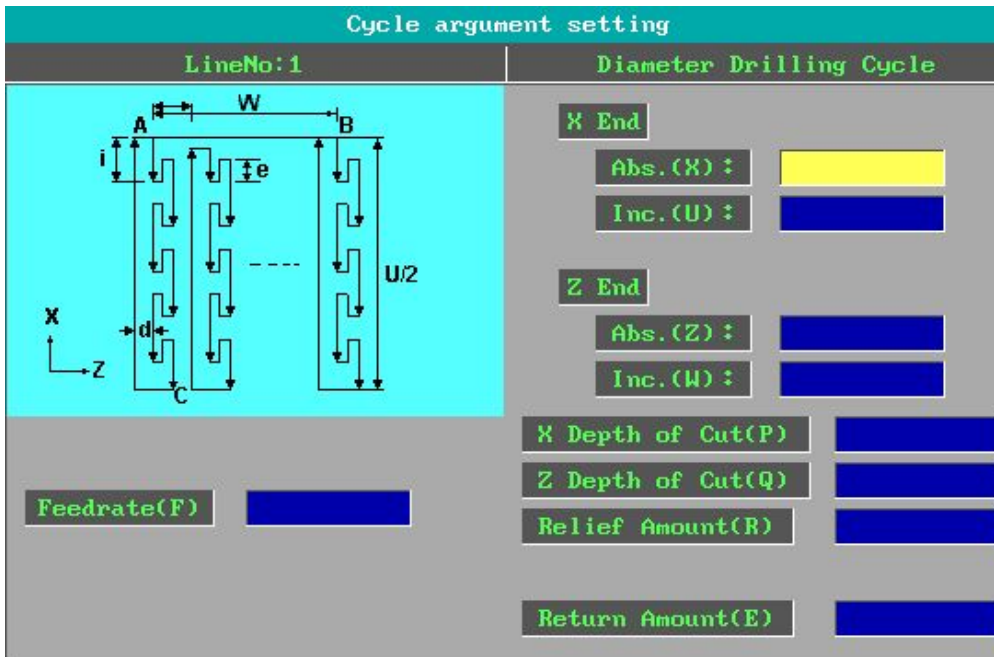 Cycle argument setting
LineNo:1
Diameter Drilling Cycle
W
A
B
i
e
U/2
X
d
Z
C
X End
Abs.(X):
Inc.(U):
Z End
Abs.(Z):
Inc.(W):
X Depth of Cut(P)
Z Depth of Cut(Q)
Feedrate(F)
Relief Amount(R)
Return Amount(E)